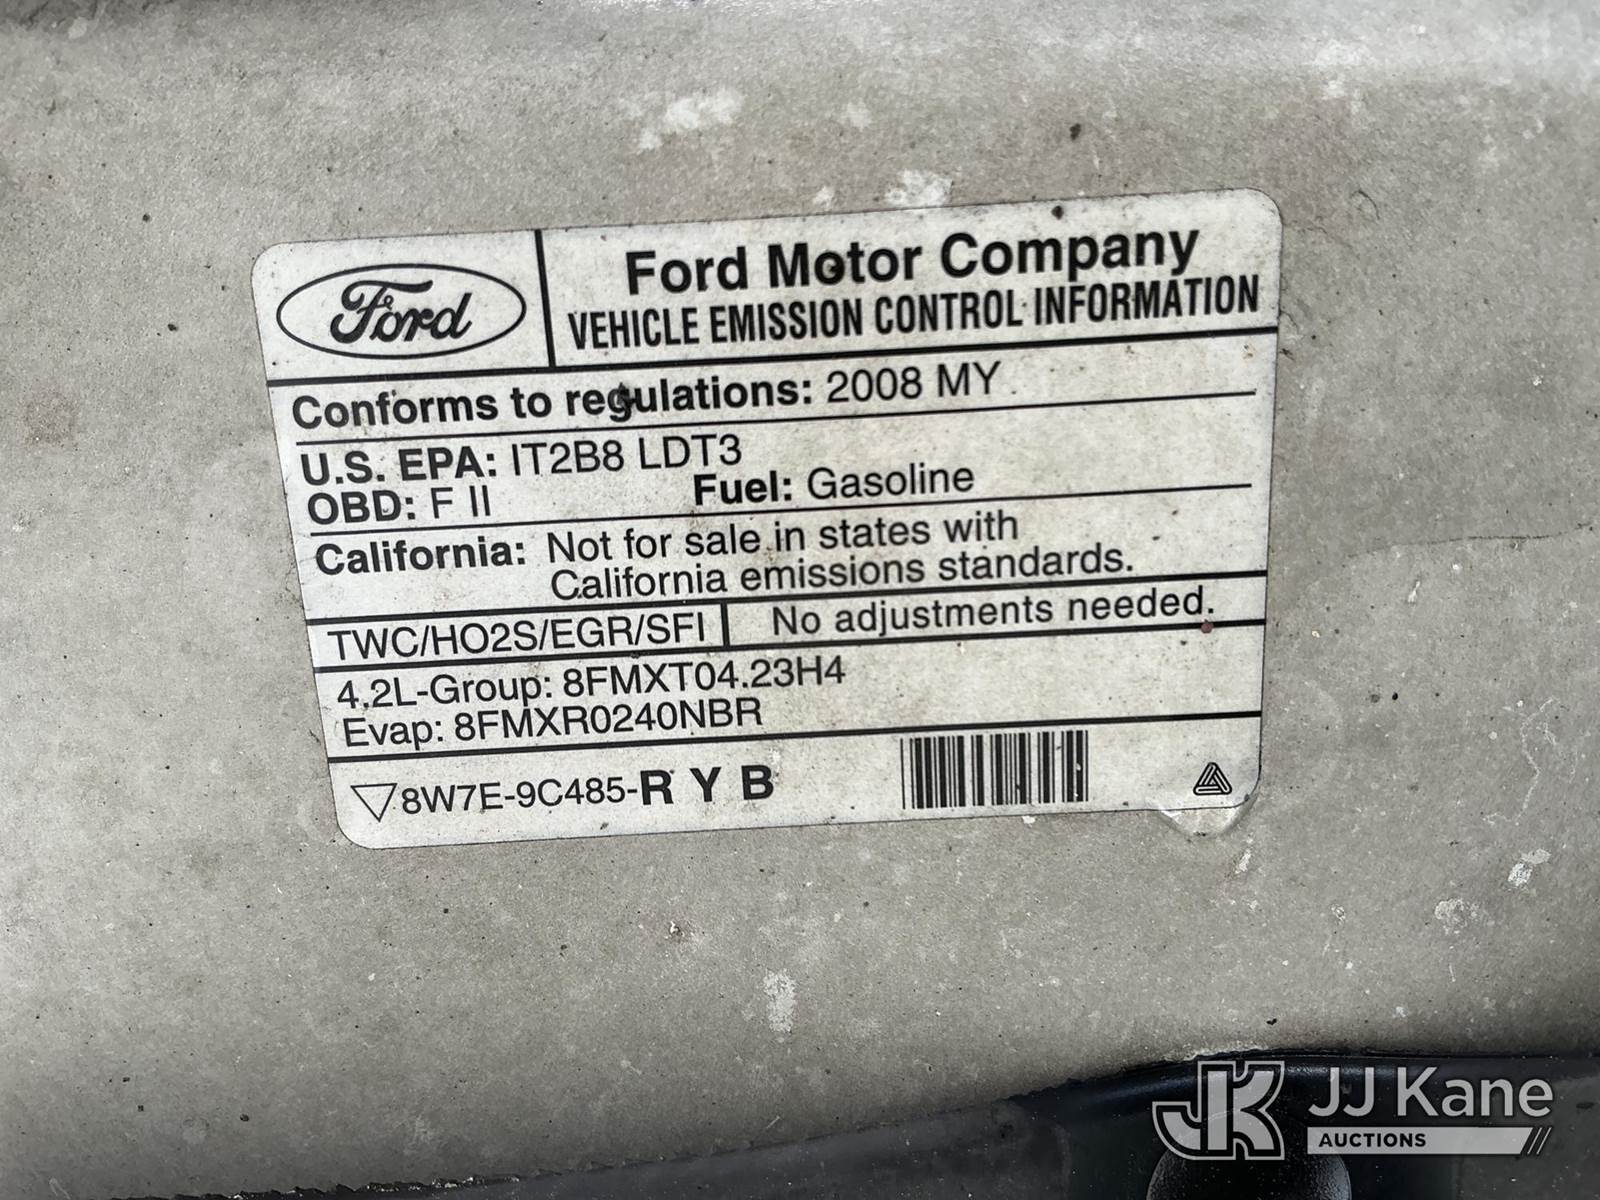 Ford
Ford Motor Company
VEHICLE EMISSION CONTROL INFORMATION
Conforms to regulations: 2008 MY
U.S. EPA: IT2B8 LDT3
OBD: F II Fuel: Gasoline
California: Not for sale in states with
California emissions standards.
TWC/HO2S/EGR/SFI No adjustments needed.
4.2L-Group: 8FMXT04.23H4
Evap: 8FMXR0240NBR
8W7E-9C485-R Y B
JK JJ Kane
AUCTIONS